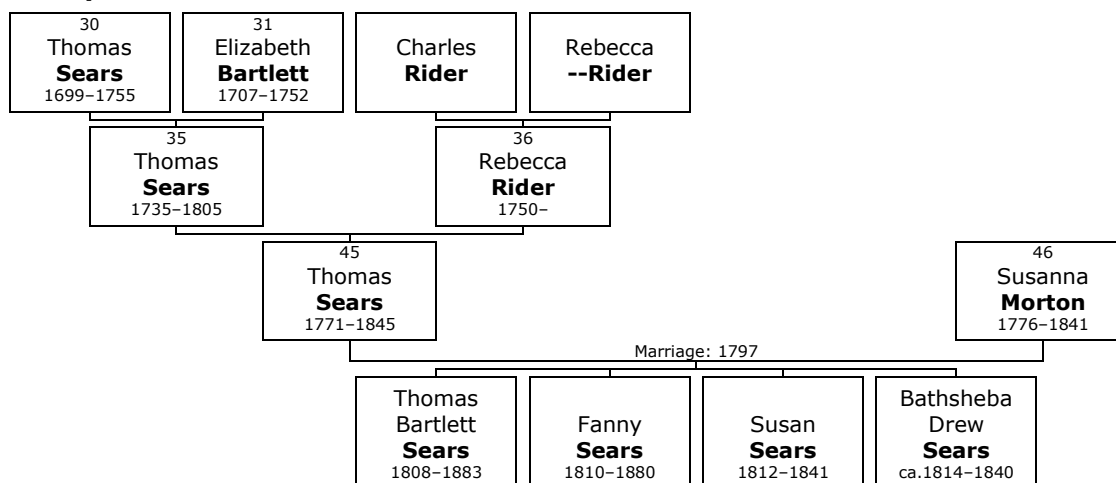 30
Thomas
Sears
1699–1755
31
Elizabeth
Bartlett
1707–1752
Charles
Rider
Rebecca
--Rider
35
Thomas
Sears
1735–1805
36
Rebecca
Rider
1750–
45
Thomas
Sears
1771–1845
46
Susanna
Morton
1776–1841
Marriage: 1797
Thomas
Bartlett
Sears
1808–1883
Fanny
Sears
1810–1880
Susan
Sears
1812–1841
Bathsheba
Drew
Sears
ca.1814–1840